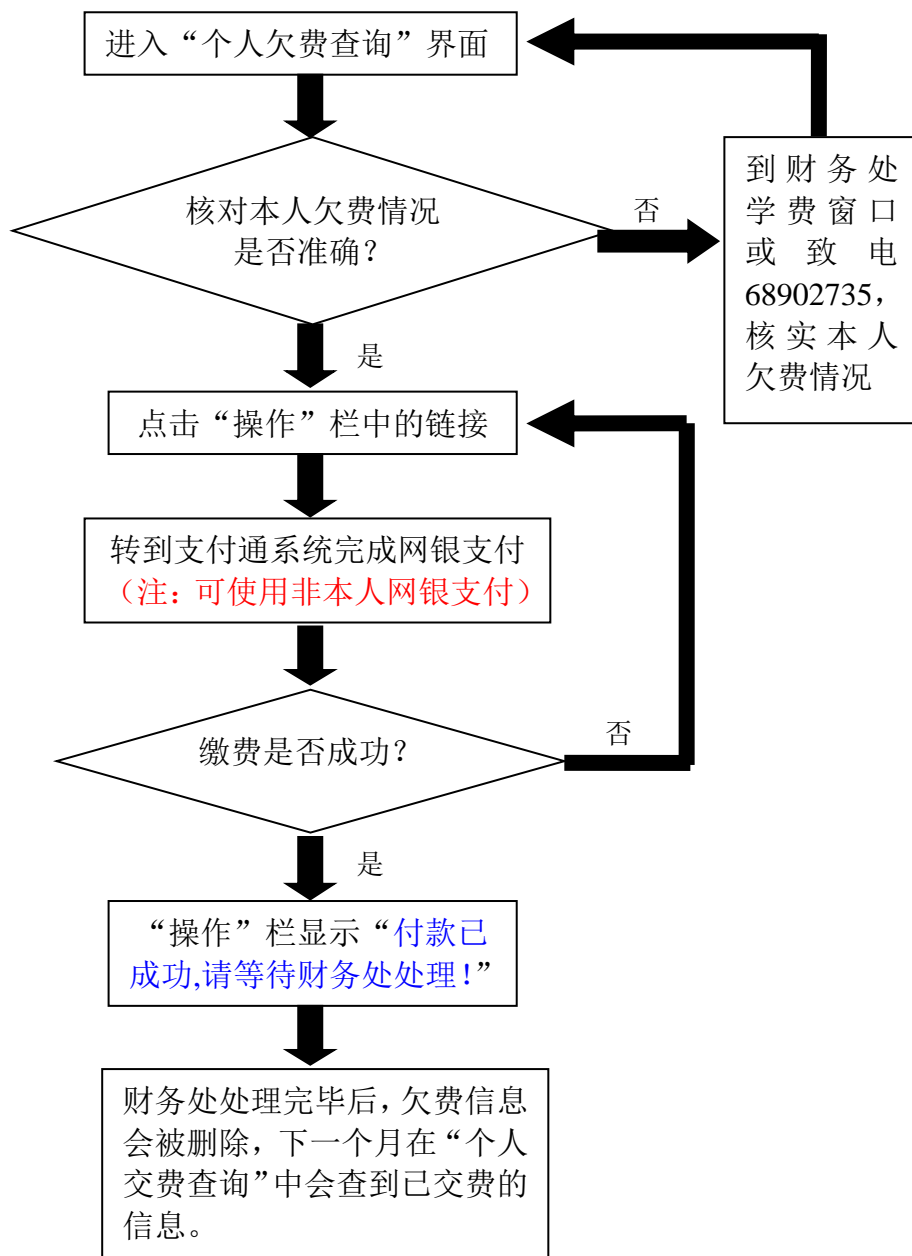 进入“个人欠费查询”界面
核对本人欠费情况
是否准确？
否
到财务处
学费窗口
或致电
68902735，
核实本人
欠费情况
是
点击“操作”栏中的链接
转到支付通系统完成网银支付
（注：可使用非本人网银支付）
缴费是否成功？
否
是
“操作”栏显示“付款已
成功,请等待财务处处理！”
财务处处理完毕后，欠费信息
会被删除，下一个月在“个人
交费查询”中会查到已交费的
信息。